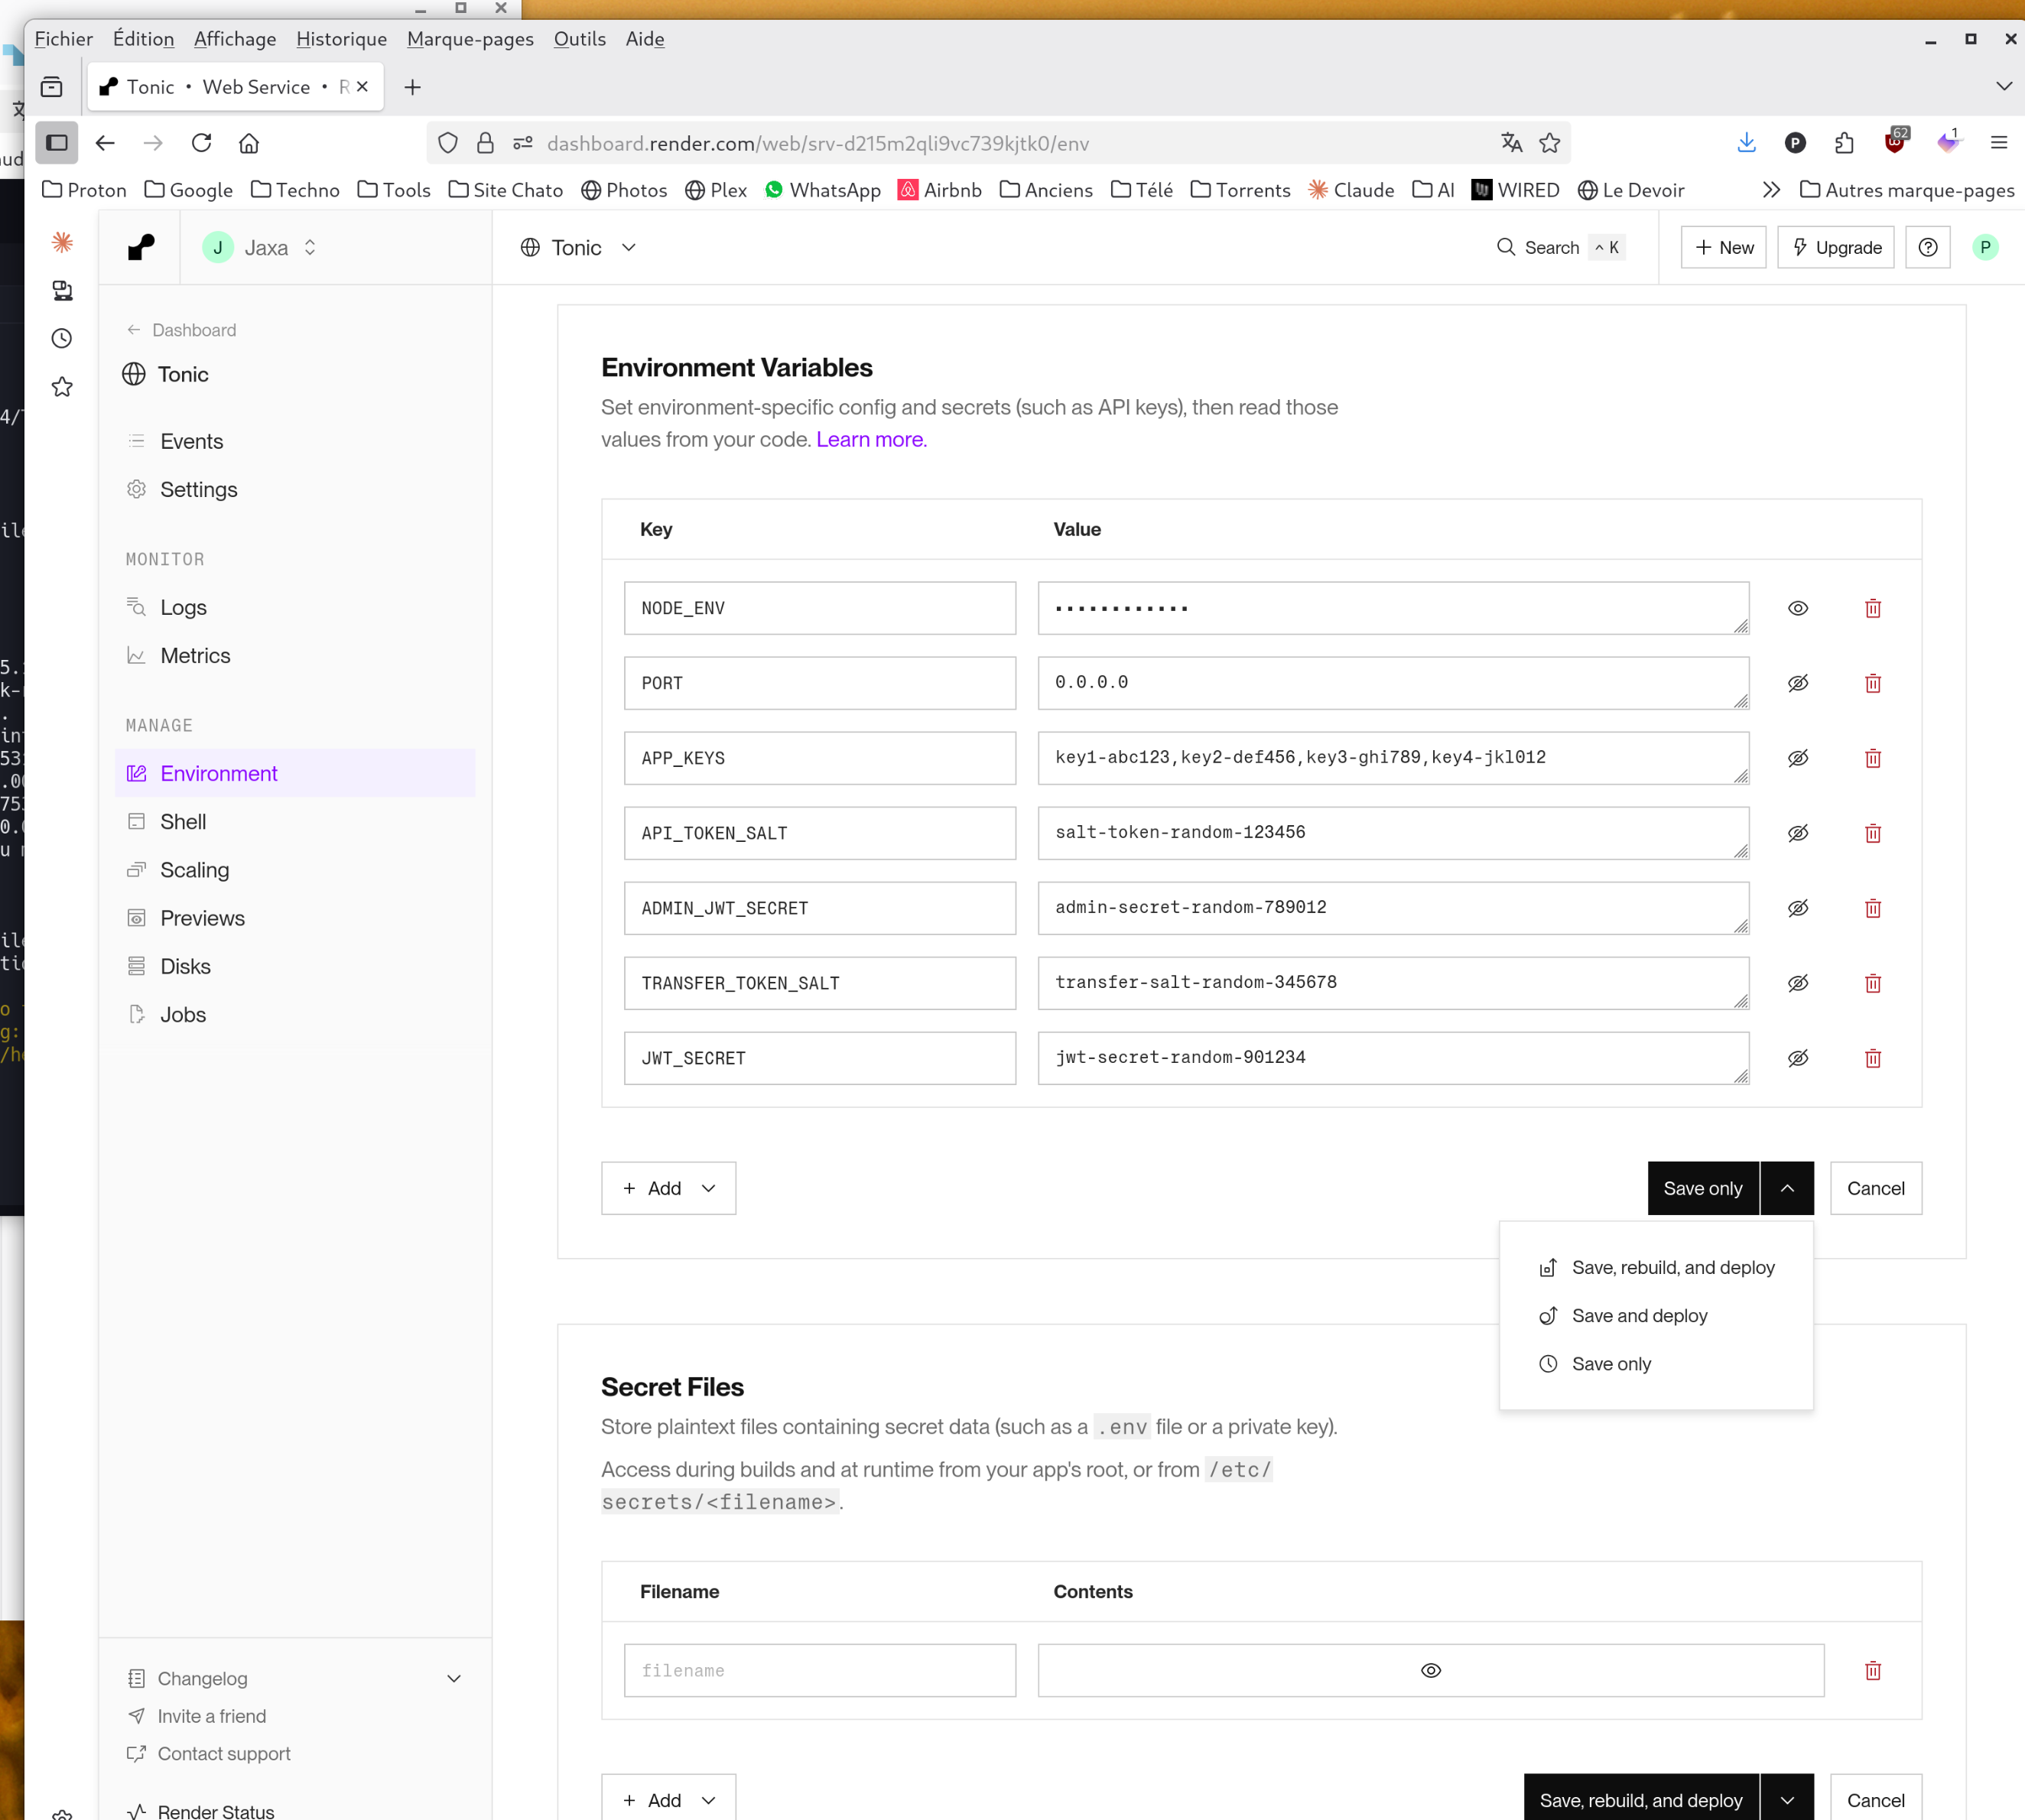 Fichier Édition Affichage Historique Marque-pages Outils Aide
Tonic • Web Service • R
dashboard.render.com/web/srv-d215m2qli9vc739kjtk0/env
P
62
1
Proton Google Techno Tools Site Chato Photos Plex WhatsApp Airbnb Anciens Télé Torrents Claude AI WIRED Le Devoir Autres marque-pages
J Jaxa
Tonic
Search ^ K
+ New
Upgrade
P
Dashboard
Tonic
Events
Settings
MONITOR
Logs
Metrics
MANAGE
Environment
Shell
Scaling
Previews
Disks
Jobs
Changelog
Invite a friend
Contact support
Render Status
Environment Variables
Set environment-specific config and secrets (such as API keys), then read those
values from your code. Learn more.
Key Value
NODE_ENV ••••••••••••
PORT 0.0.0.0
APP_KEYS key1-abc123,key2-def456,key3-ghi789,key4-jkl012
API_TOKEN_SALT salt-token-random-123456
ADMIN_JWT_SECRET admin-secret-random-789012
TRANSFER_TOKEN_SALT transfer-salt-random-345678
JWT_SECRET jwt-secret-random-901234
+ Add Save only Cancel
Save, rebuild, and deploy
Save and deploy
Save only
Secret Files
Store plaintext files containing secret data (such as a .env file or a private key).
Access during builds and at runtime from your app's root, or from /etc/
secrets/<filename>.
Filename Contents
filename
+ Add Save, rebuild, and deploy Cancel